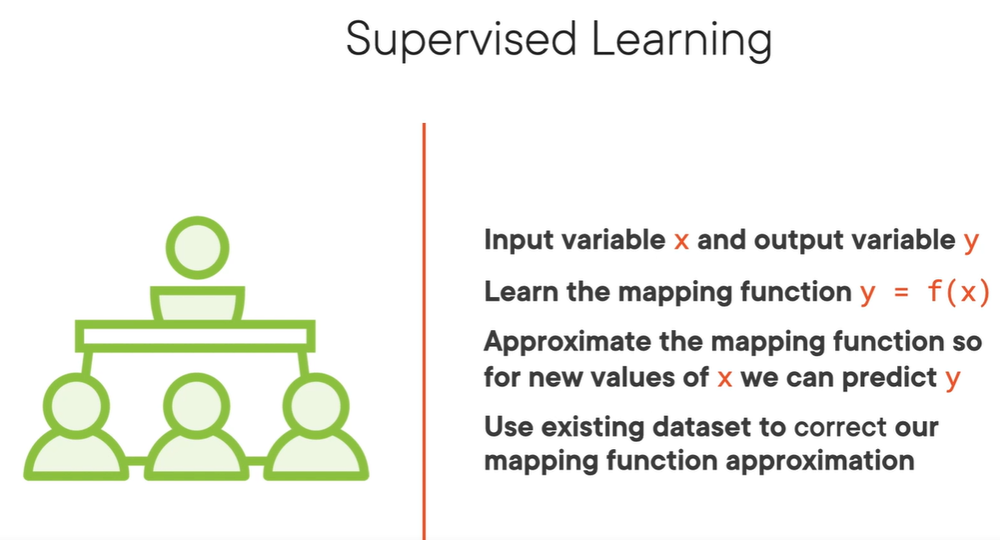 Supervised Learning
Input variable x and output variable y
Learn the mapping function y = f(x)
Approximate the mapping function so
for new values of x we can predict y
Use existing dataset to correct our
mapping function approximation